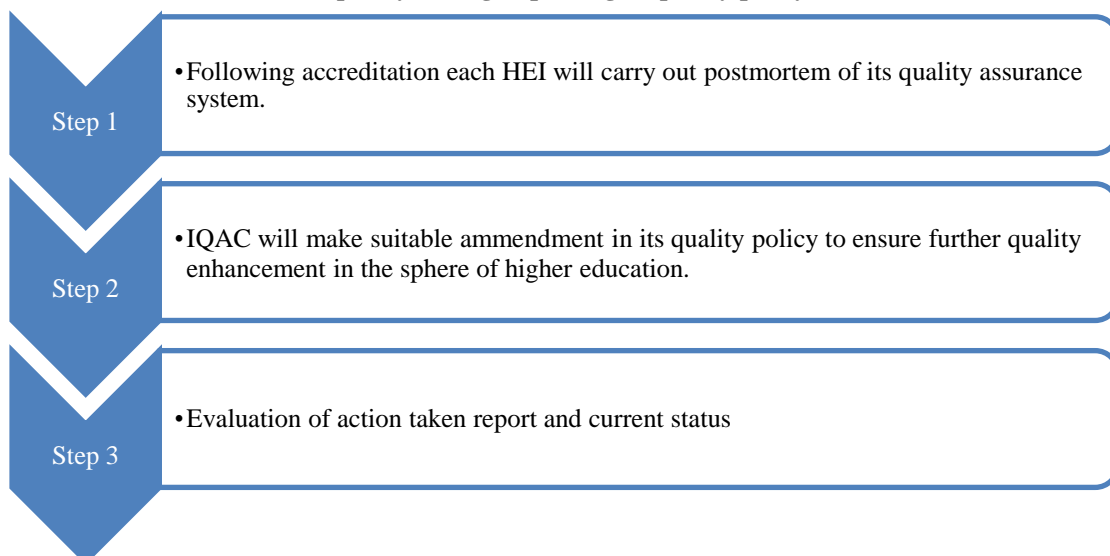 Step 1
•Following accreditation each HEI will carry out postmortem of its quality assurance
system.
Step 2
•IQAC will make suitable ammendment in its quality policy to ensure further quality
enhancement in the sphere of higher education.
Step 3
•Evaluation of action taken report and current status